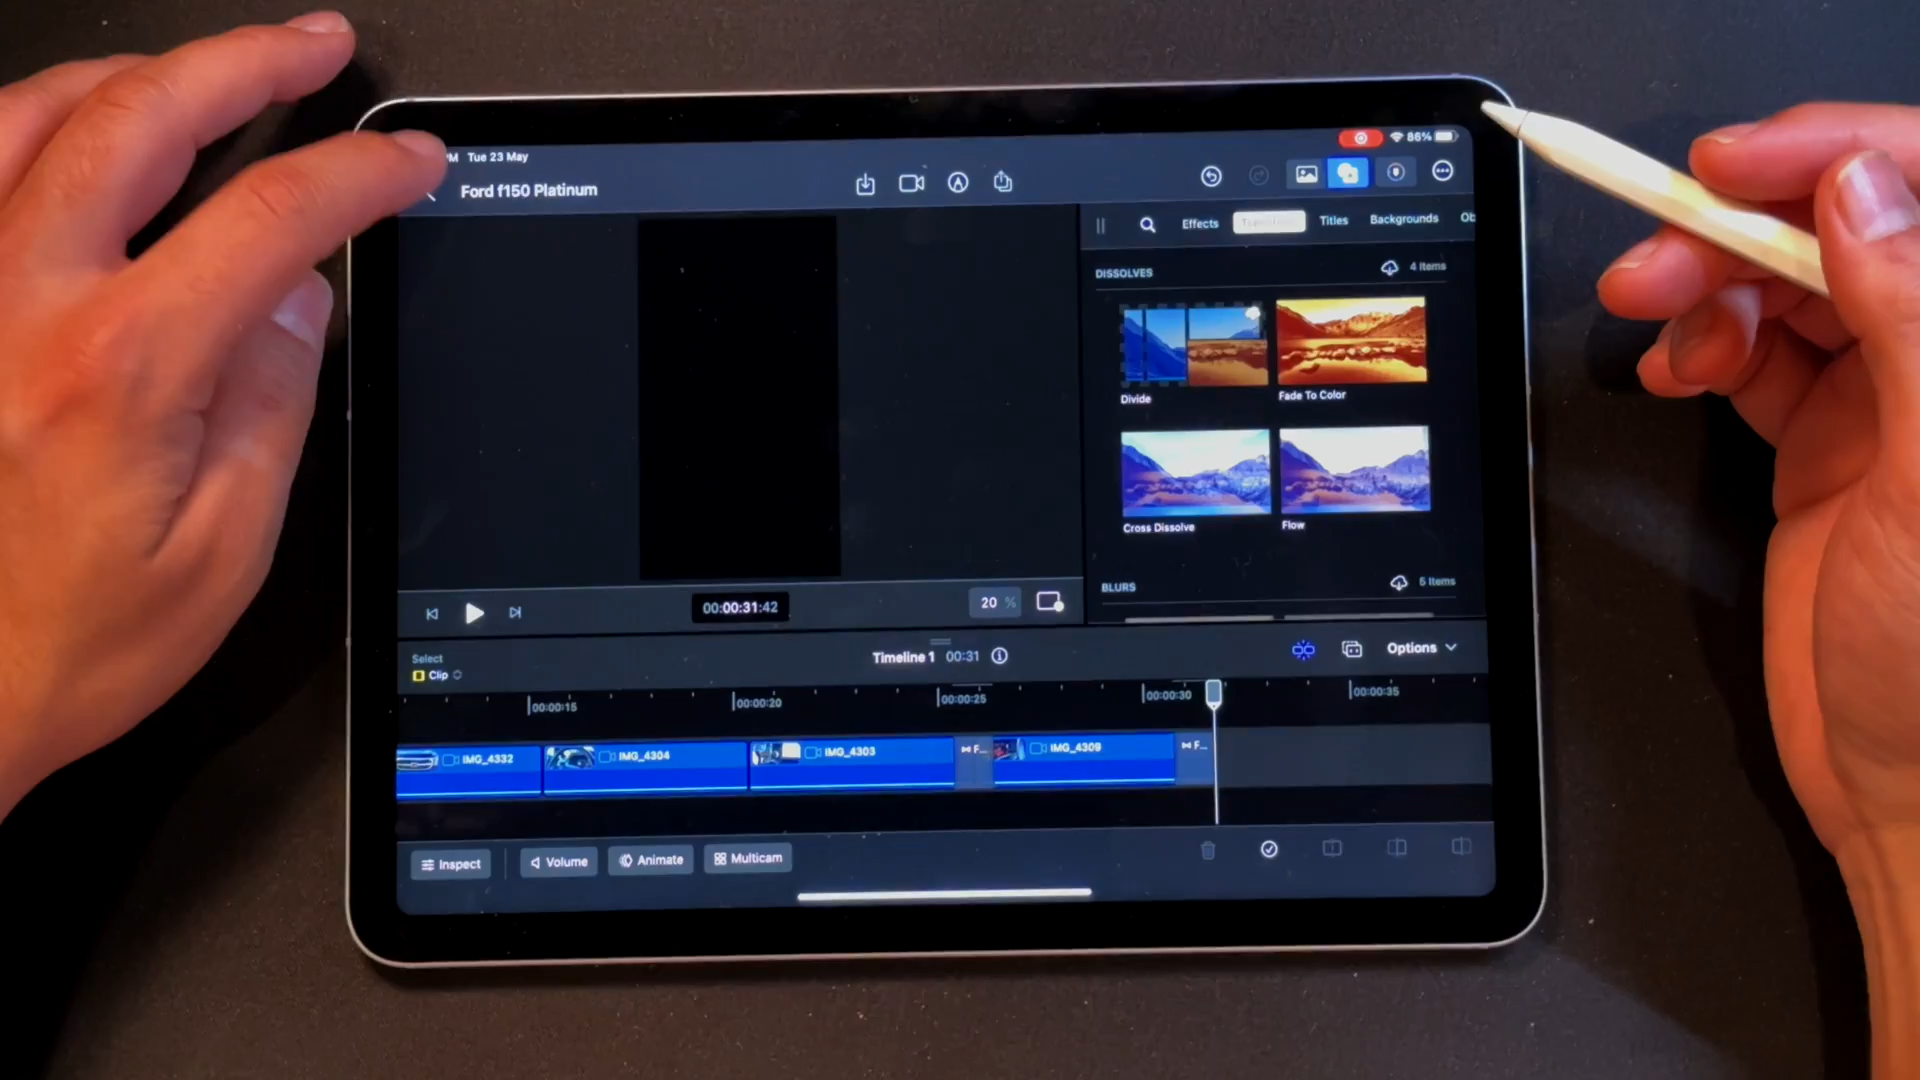 M Tue 23 May
86%
Ford f150 Platinum
Effects
Titles
Backgrounds
Ob
DISSOLVES
4 Items
Divide
Fade To Color
Cross Dissolve
Flow
BLURS
5 Items
00:00:31:42
20 %
Select
Clip
Timeline 1 00:31
Options
00:00:15
00:00:20
00:00:25
00:00:30
00:00:35
IMG_4332
IMG_4304
IMG_4303
F...
IMG_4309
F...
Inspect
Volume
Animate
Multicam